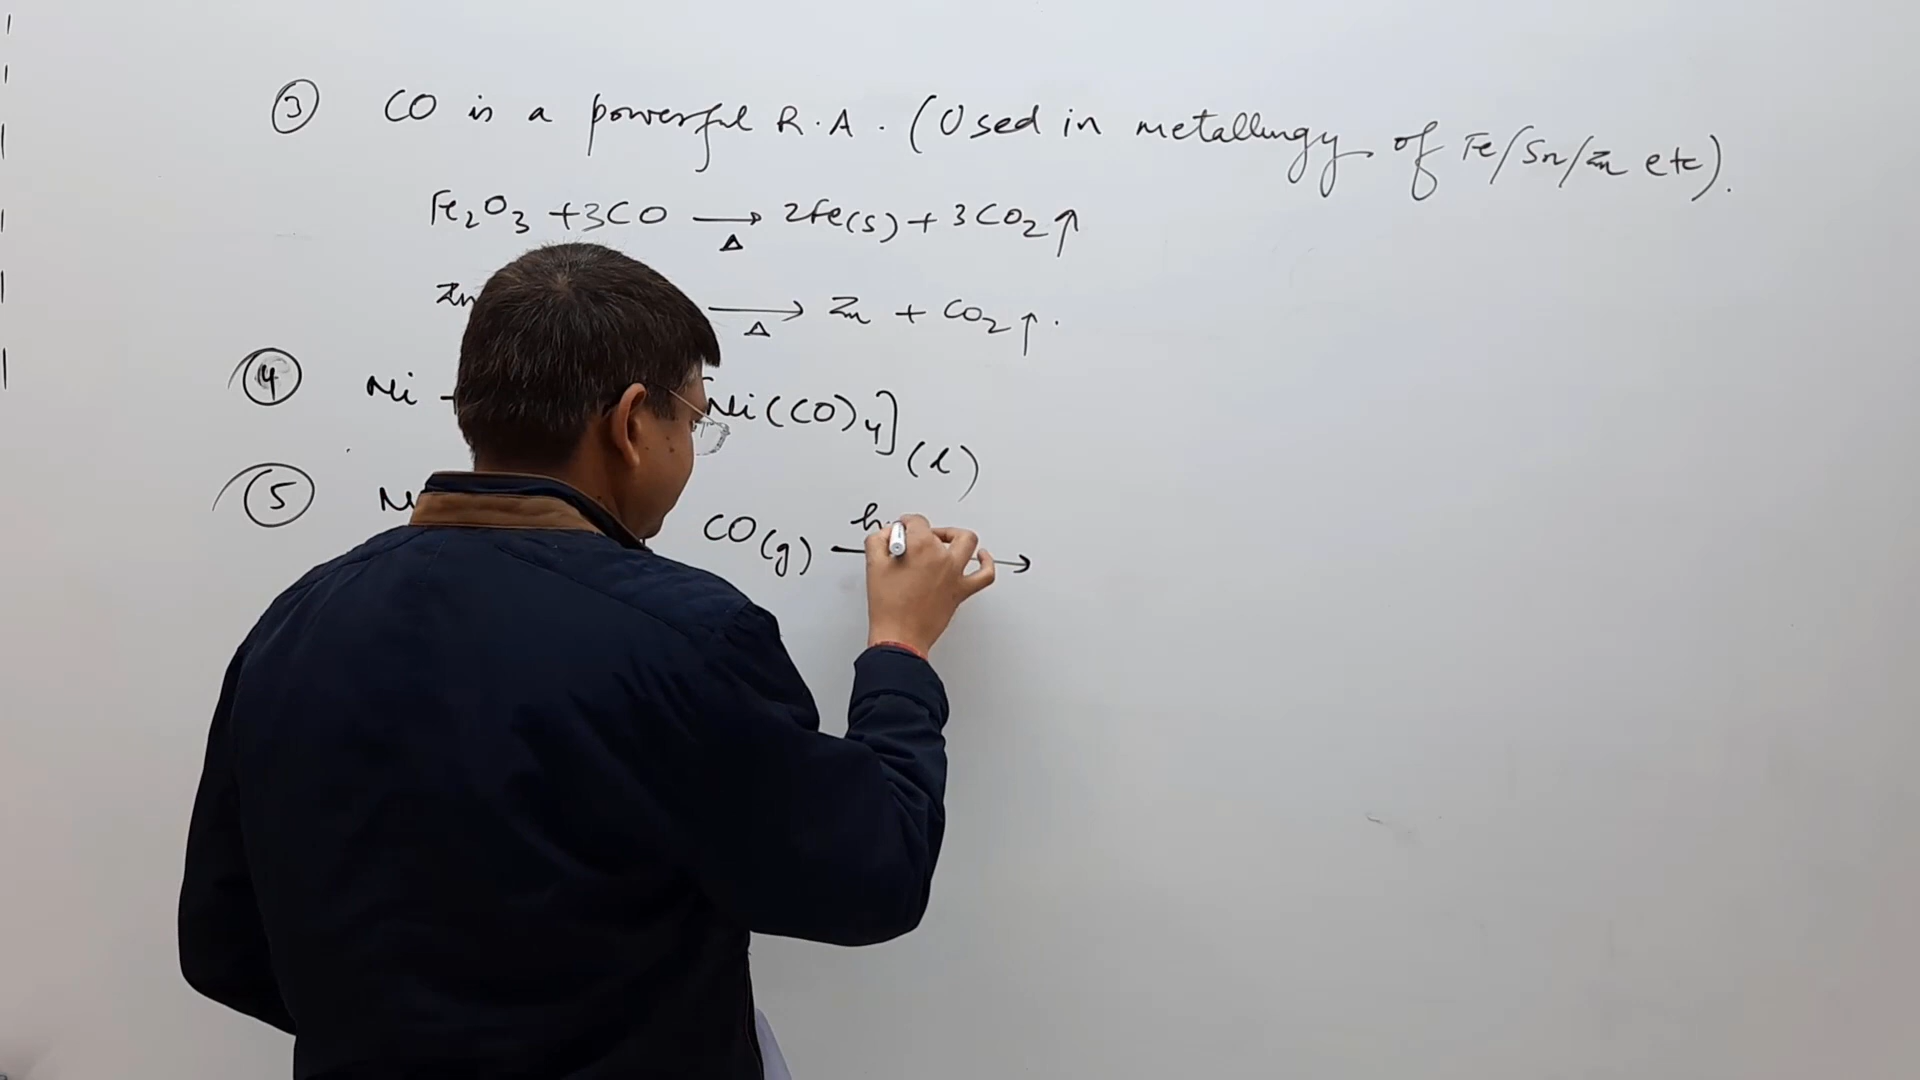 ③ CO is a powerful R.A. (Used in metallurgy of Fe/Sn/Zn etc).
Fe₂O₃ + 3CO →Δ 2Fe(s) + 3CO₂↑
Zn →Δ Zn + CO₂↑.
④ Ni Ni(CO)₄](l)
⑤ CO(g) →